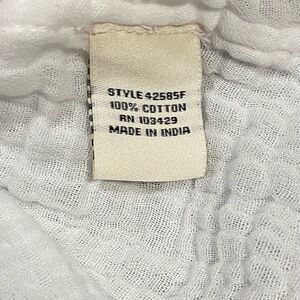 STYLE 42585F
100% COTTON
RN 103429
MADE IN INDIA